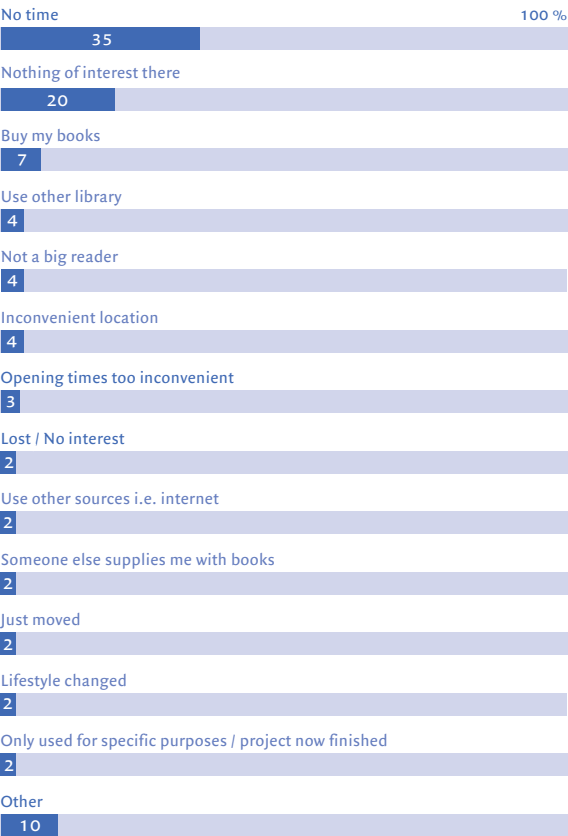 No time 100 %
35
Nothing of interest there
20
Buy my books
7
Use other library
4
Not a big reader
4
Inconvenient location
4
Opening times too inconvenient
3
Lost / No interest
2
Use other sources i.e. internet
2
Someone else supplies me with books
2
Just moved
2
Lifestyle changed
2
Only used for specific purposes / project now finished
2
Other
10